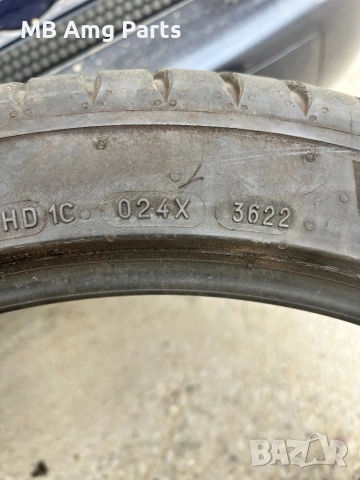 MB Amg Parts
HD 1C 024X 3622
BAZAR